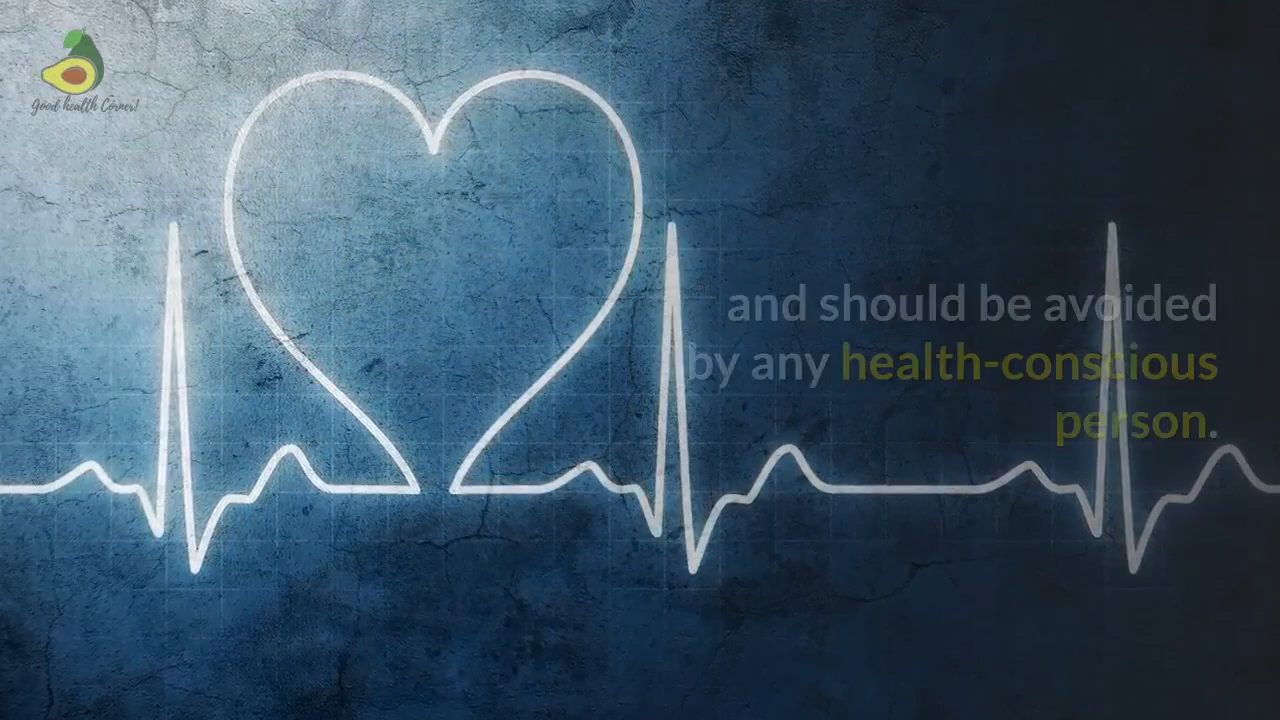 Good health Corner!
and should be avoided
by any health-conscious
person.